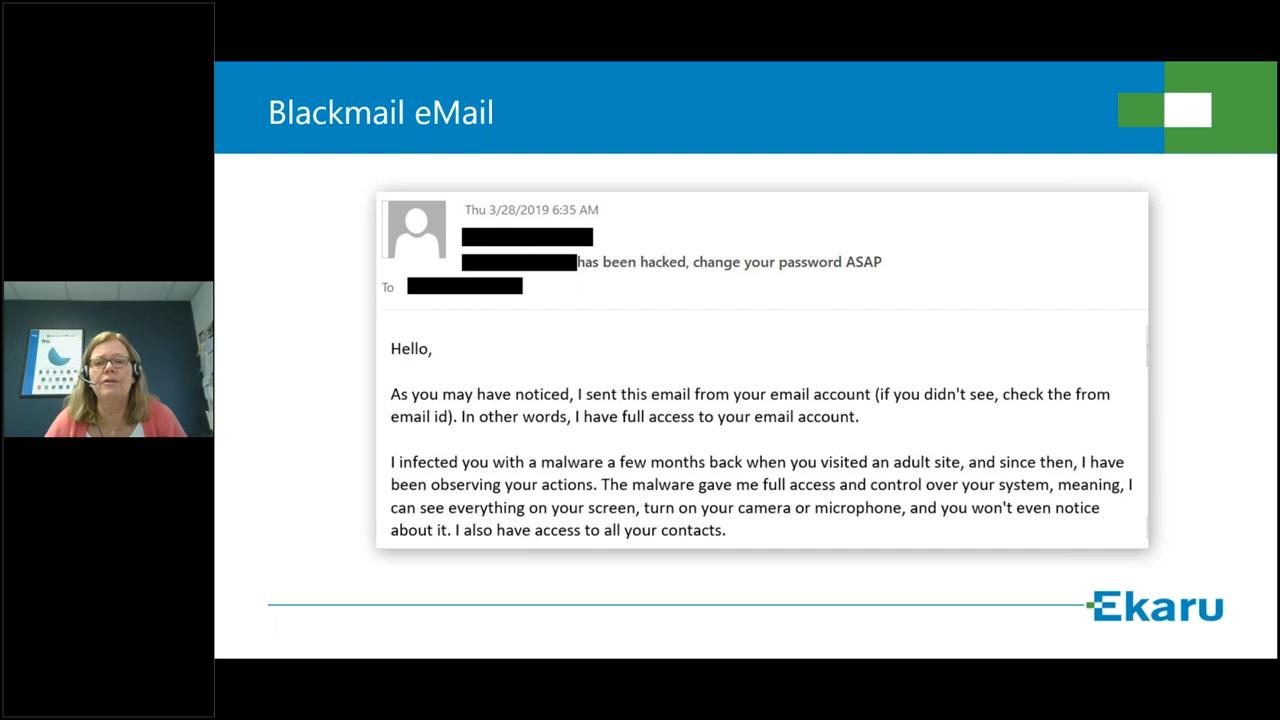 Blackmail eMail
Thu 3/28/2019 6:35 AM
has been hacked, change your password ASAP
To
Hello,
As you may have noticed, I sent this email from your email account (if you didn't see, check the from
email id). In other words, I have full access to your email account.
I infected you with a malware a few months back when you visited an adult site, and since then, I have
been observing your actions. The malware gave me full access and control over your system, meaning, I
can see everything on your screen, turn on your camera or microphone, and you won't even notice
about it. I also have access to all your contacts.
Ekaru